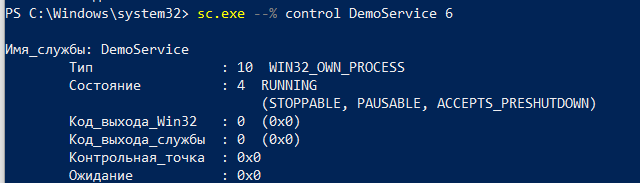 PS C:\Windows\system32> sc.exe --% control DemoService 6
Имя_службы: DemoService
Тип : 10 WIN32_OWN_PROCESS
Состояние : 4 RUNNING
(STOPPABLE, PAUSABLE, ACCEPTS_PRESHUTDOWN)
Код_выхода_Win32 : 0 (0x0)
Код_выхода_службы : 0 (0x0)
Контрольная_точка : 0x0
Ожидание : 0x0